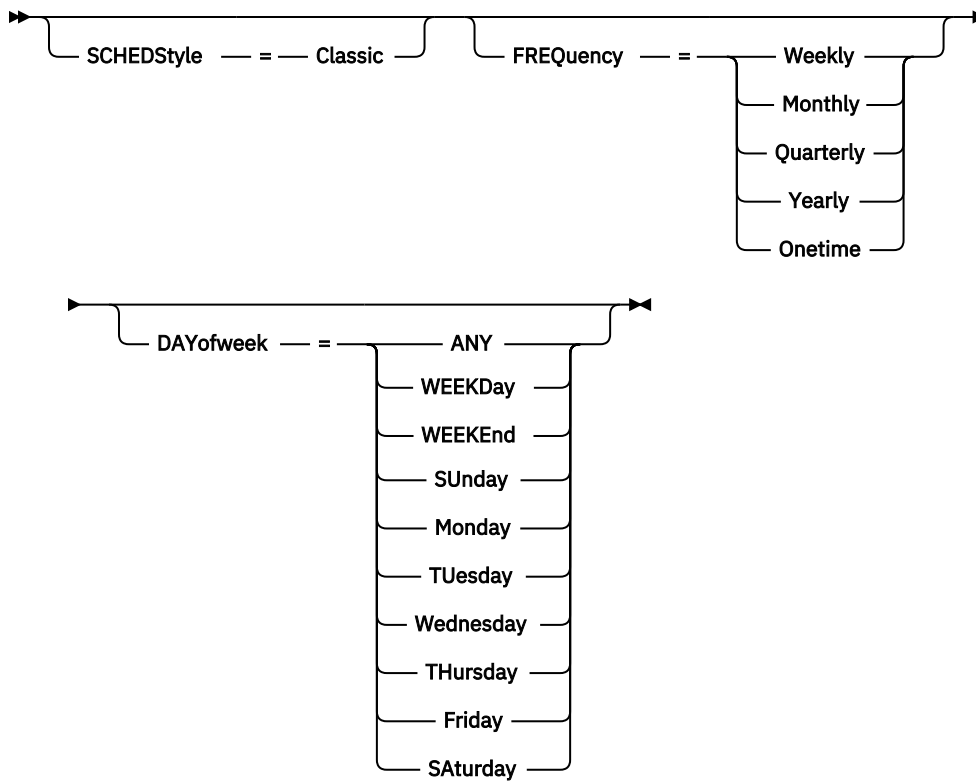 SCHEDStyle = Classic FREQuency = Weekly
Monthly
Quarterly
Yearly
Onetime
DAYofweek = ANY
WEEKDay
WEEKEnd
SUnday
Monday
TUesday
Wednesday
THursday
Friday
SAturday